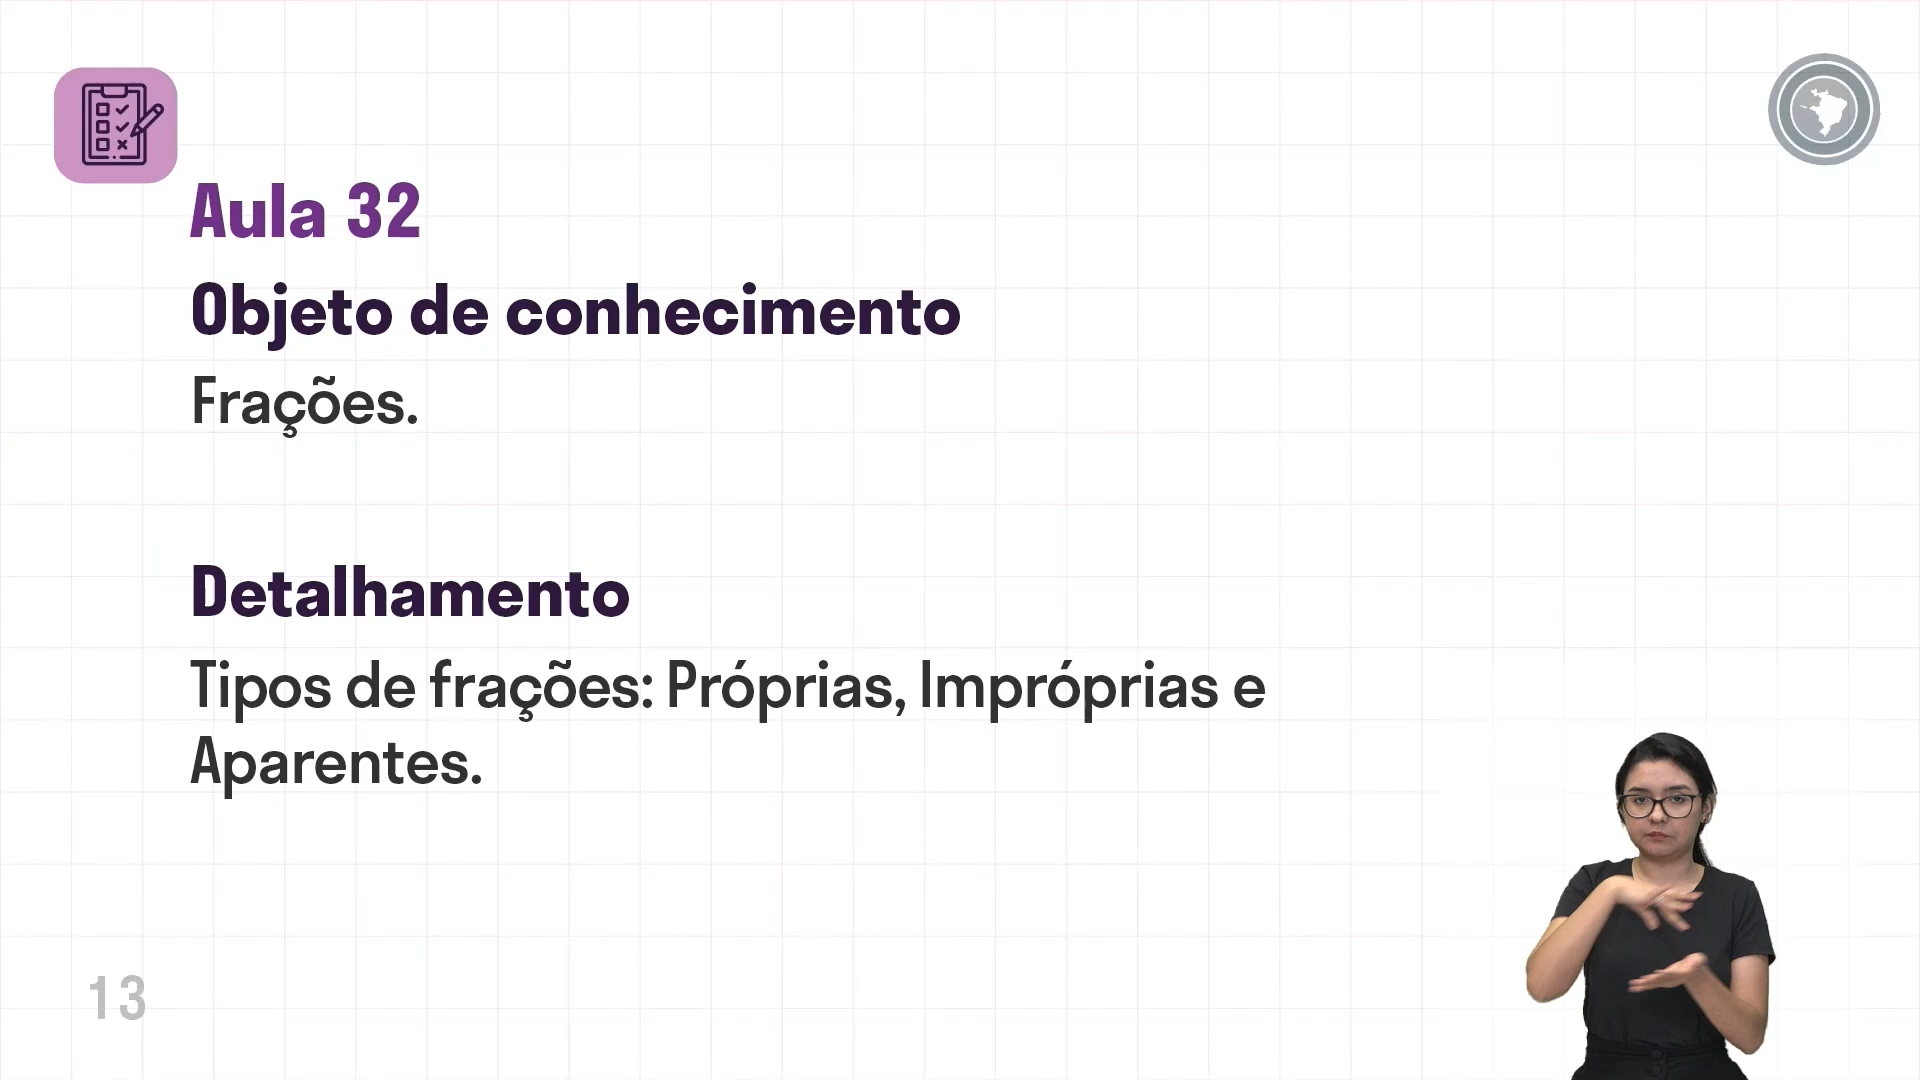 Aula 32
Objeto de conhecimento
Frações.
Detalhamento
Tipos de frações: Próprias, Impróprias e
Aparentes.
13